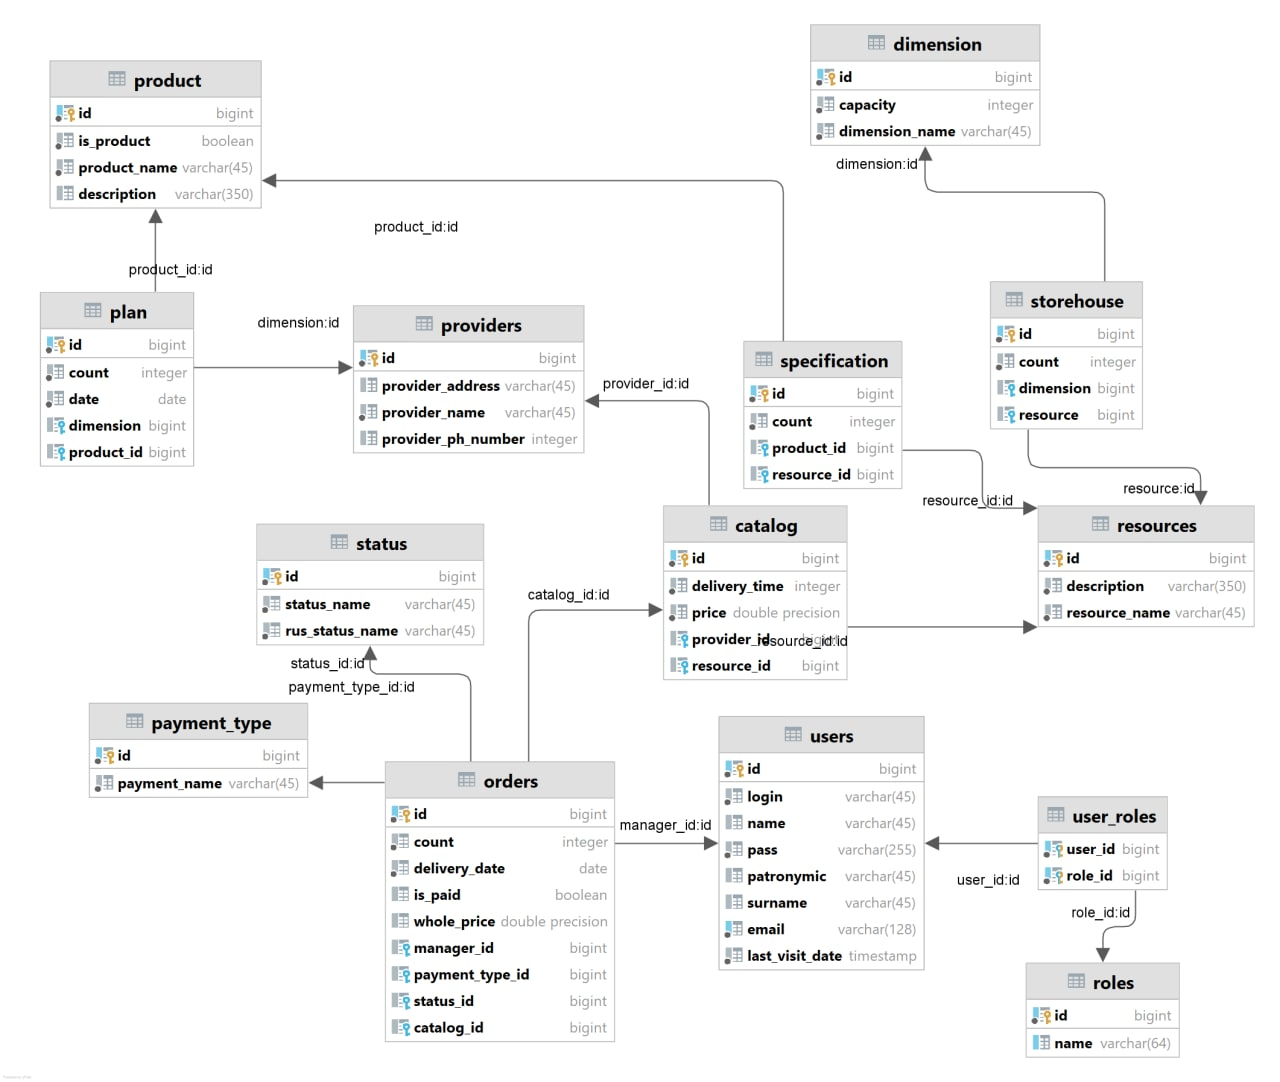 dimension
id bigint
capacity integer
dimension_name varchar(45)
product
id bigint
is_product boolean
product_name varchar(45)
description varchar(350)
dimension:id
product_id:id
product_id:id
plan
id bigint
count integer
date date
dimension bigint
product_id bigint
dimension:id
providers
id bigint
provider_address varchar(45)
provider_name varchar(45)
provider_ph_number integer
provider_id:id
specification
id bigint
count integer
product_id bigint
resource_id bigint
storehouse
id bigint
count integer
dimension bigint
resource bigint
resource:id
resource_id:id
status
id bigint
status_name varchar(45)
rus_status_name varchar(45)
catalog
id bigint
delivery_time integer
price double precision
provider_id bigint
resource_id bigint
resource_id:id
resources
id bigint
description varchar(350)
resource_name varchar(45)
catalog_id:id
status_id:id
payment_type_id:id
payment_type
id bigint
payment_name varchar(45)
orders
id bigint
count integer
delivery_date date
is_paid boolean
whole_price double precision
manager_id bigint
payment_type_id bigint
status_id bigint
catalog_id bigint
manager_id:id
users
id bigint
login varchar(45)
name varchar(45)
pass varchar(255)
patronymic varchar(45)
surname varchar(45)
email varchar(128)
last_visit_date timestamp
user_id:id
user_roles
user_id bigint
role_id bigint
role_id:id
roles
id bigint
name varchar(64)